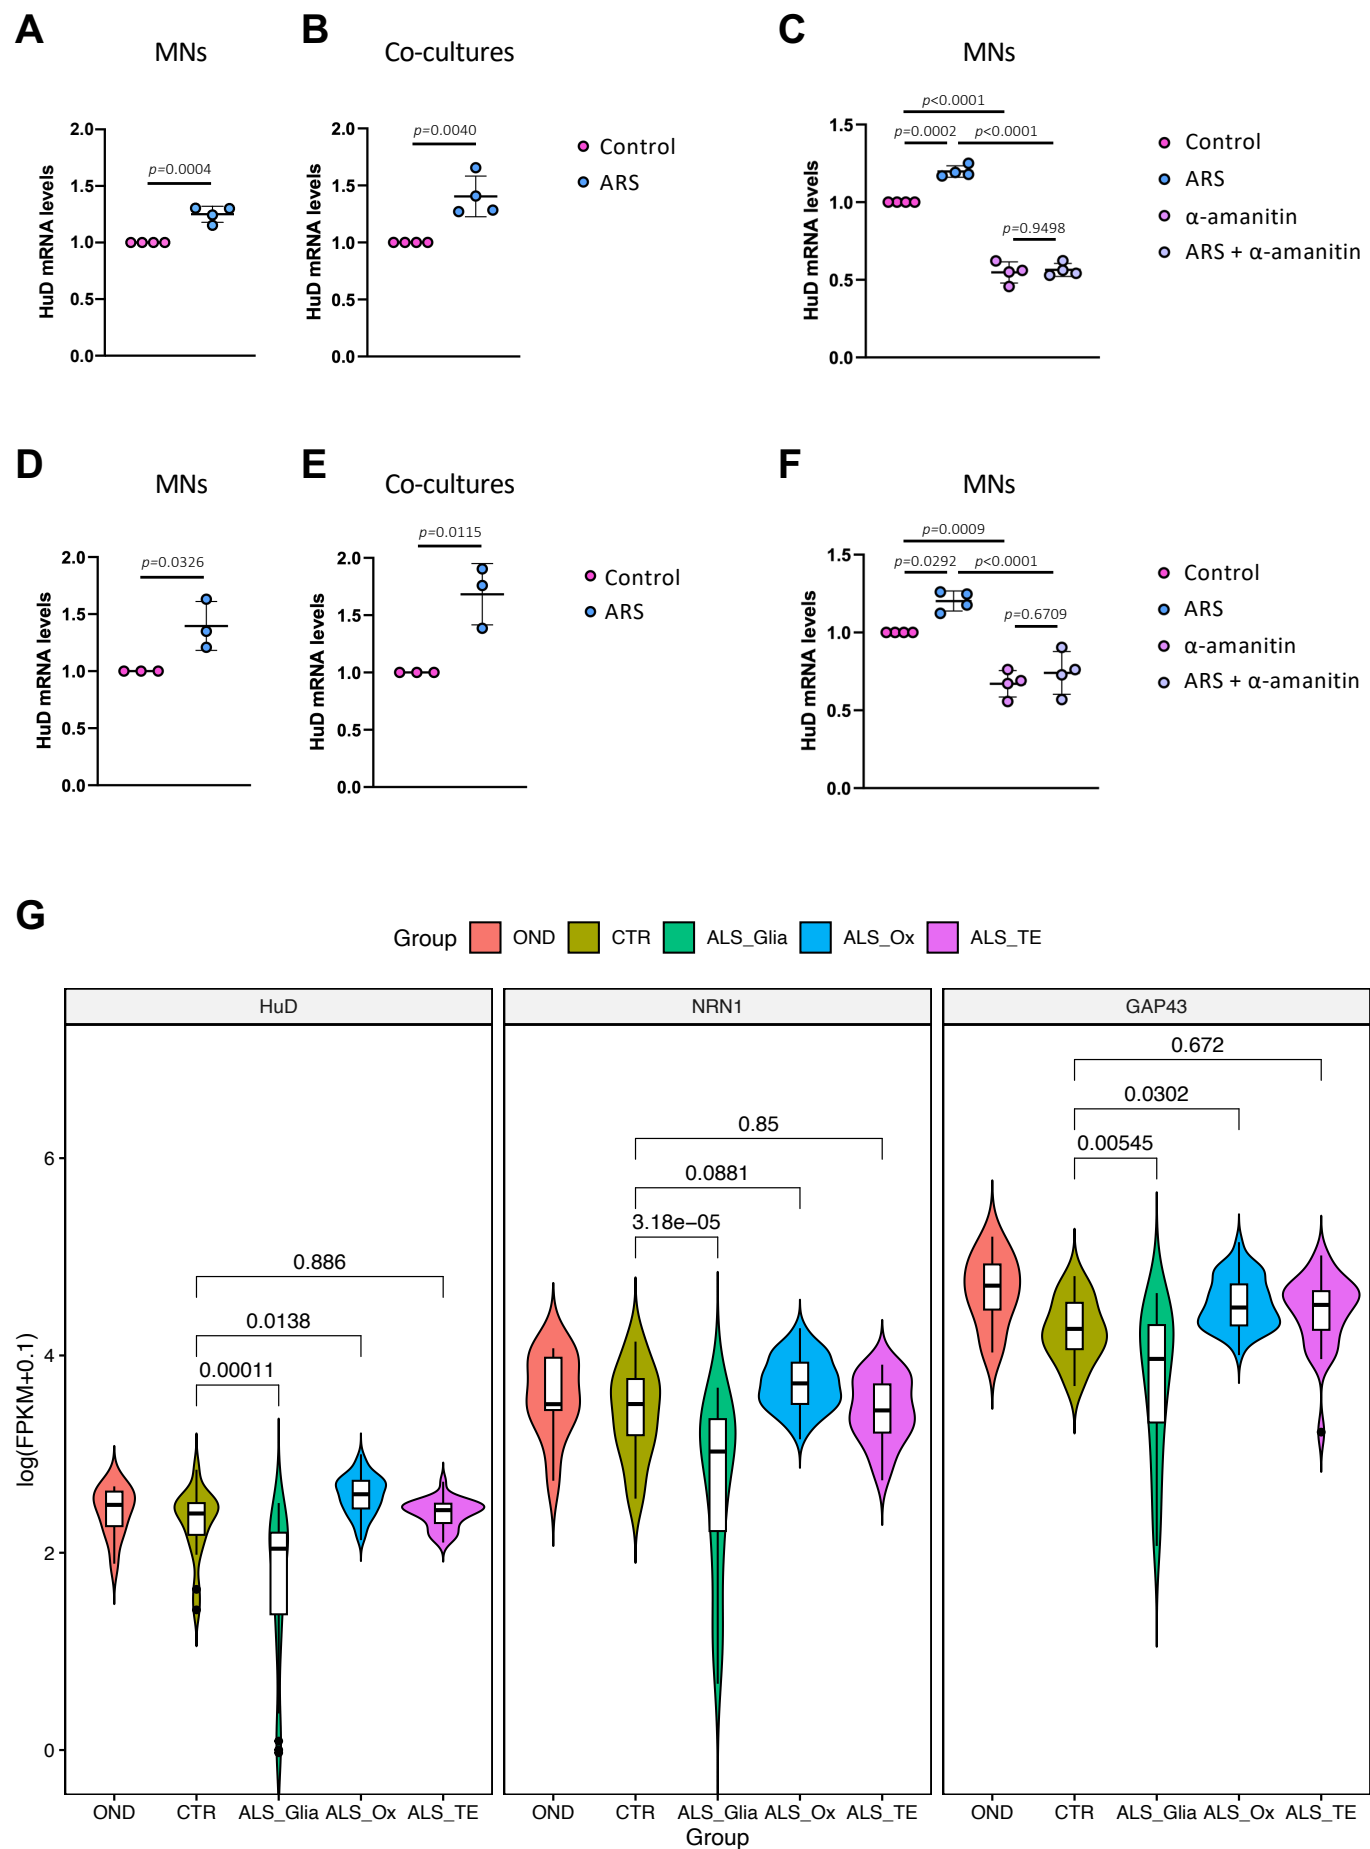 A
MNs
HuD mRNA levels
2.0
1.5
1.0
0.5
0.0
p=0.0004
B
Co-cultures
HuD mRNA levels
2.0
1.5
1.0
0.5
0.0
p=0.0040
Control
ARS
C
MNs
HuD mRNA levels
1.5
1.0
0.5
0.0
p<0.0001
p=0.0002
p<0.0001
p=0.9498
Control
ARS
α-amanitin
ARS + α-amanitin
D
MNs
HuD mRNA levels
2.0
1.5
1.0
0.5
0.0
p=0.0326
E
Co-cultures
HuD mRNA levels
2.0
1.5
1.0
0.5
0.0
p=0.0115
Control
ARS
F
MNs
HuD mRNA levels
1.5
1.0
0.5
0.0
p=0.0009
p=0.0292
p<0.0001
p=0.6709
Control
ARS
α-amanitin
ARS + α-amanitin
G
Group OND CTR ALS_Glia ALS_Ox ALS_TE
log(FPKM+0.1)
6
4
2
0
HuD
0.886
0.0138
0.00011
OND CTR ALS_Glia ALS_Ox ALS_TE
NRN1
0.85
0.0881
3.18e−05
OND CTR ALS_Glia ALS_Ox ALS_TE
GAP43
0.672
0.0302
0.00545
OND CTR ALS_Glia ALS_Ox ALS_TE
Group